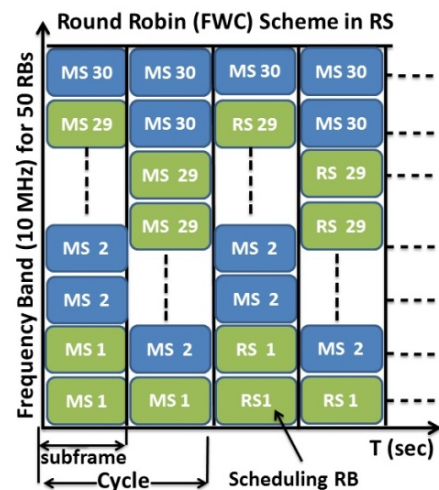 Round Robin (FWC) Scheme in RS
Frequency Band (10 MHz) for 50 RBs
MS 30 MS 30 MS 30 MS 30
MS 29 MS 30 RS 29 MS 30
MS 29 RS 29
MS 29 RS 29
MS 2 MS 2
MS 2 MS 2
MS 1 MS 2 RS 1 MS 2
MS 1 MS 1 RS1 RS 1
T (sec)
subframe
Cycle
Scheduling RB